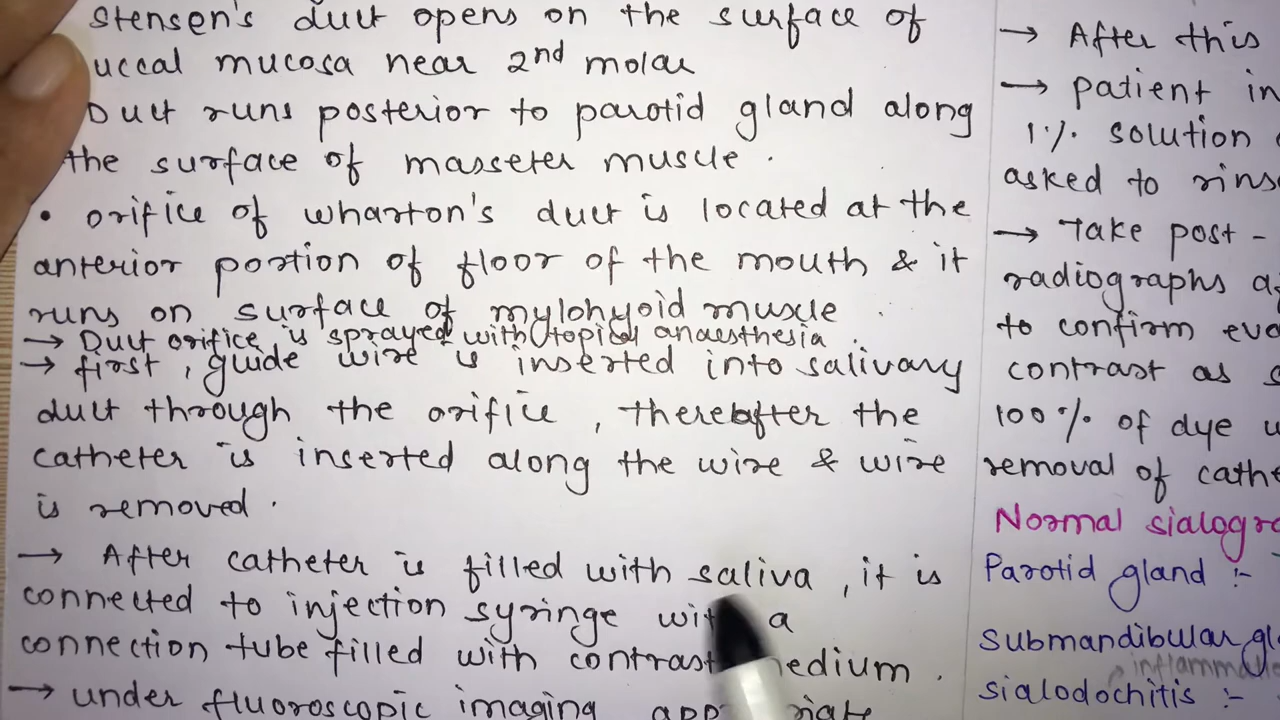 Stensen's duct opens on the surface of
uccal mucosa near 2nd molar
Duct runs posterior to parotid gland along
the surface of masseter muscle.
• orifice of wharton's duct is located at the
anterior portion of floor of the mouth & it
runs on surface of mylohyoid muscle
→ Duct orifice is sprayed with topical anaesthesia.
→ first, guide wire is inserted into salivary
duct through the orifice, thereafter the
catheter is inserted along the wire & wire
is removed.
→ After catheter is filled with saliva, it is
connected to injection syringe with a
connection tube filled with contrast medium.
→ under fluoroscopic imaging
→ After this
→ patient in
1% solution
asked to rins
→ Take post-
radiographs
to confirm
contrast as
100% of dye
removal of cathe
Normal sialogra
Parotid gland :-
Submandibular gl
inflamma
sialodochitis :-